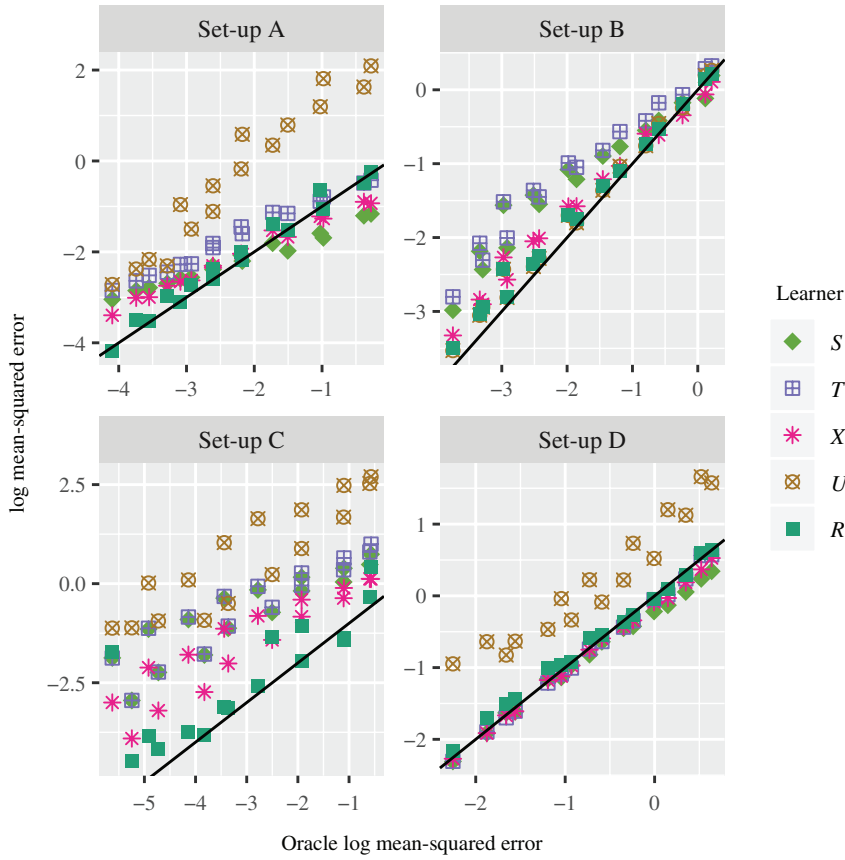 Set-up A
Set-up B
2
0
−2
−4
−4
−3
−2
−1
0
−1
−2
−3
−3
−2
−1
0
Set-up C
Set-up D
2.5
0.0
−2.5
−5
−4
−3
−2
−1
1
0
−1
−2
−2
−1
0
log mean-squared error
Oracle log mean-squared error
Learner
S
T
X
U
R